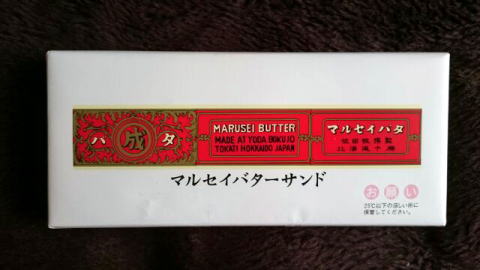 バ 成 タ
MARUSEI BUTTER
MADE AT YODA BOKUJO
TOKATI HOKKAIDO JAPAN
マルセイバタ
マルセイバターサンド
お願い
25℃以下の涼しい所に
保管してください。